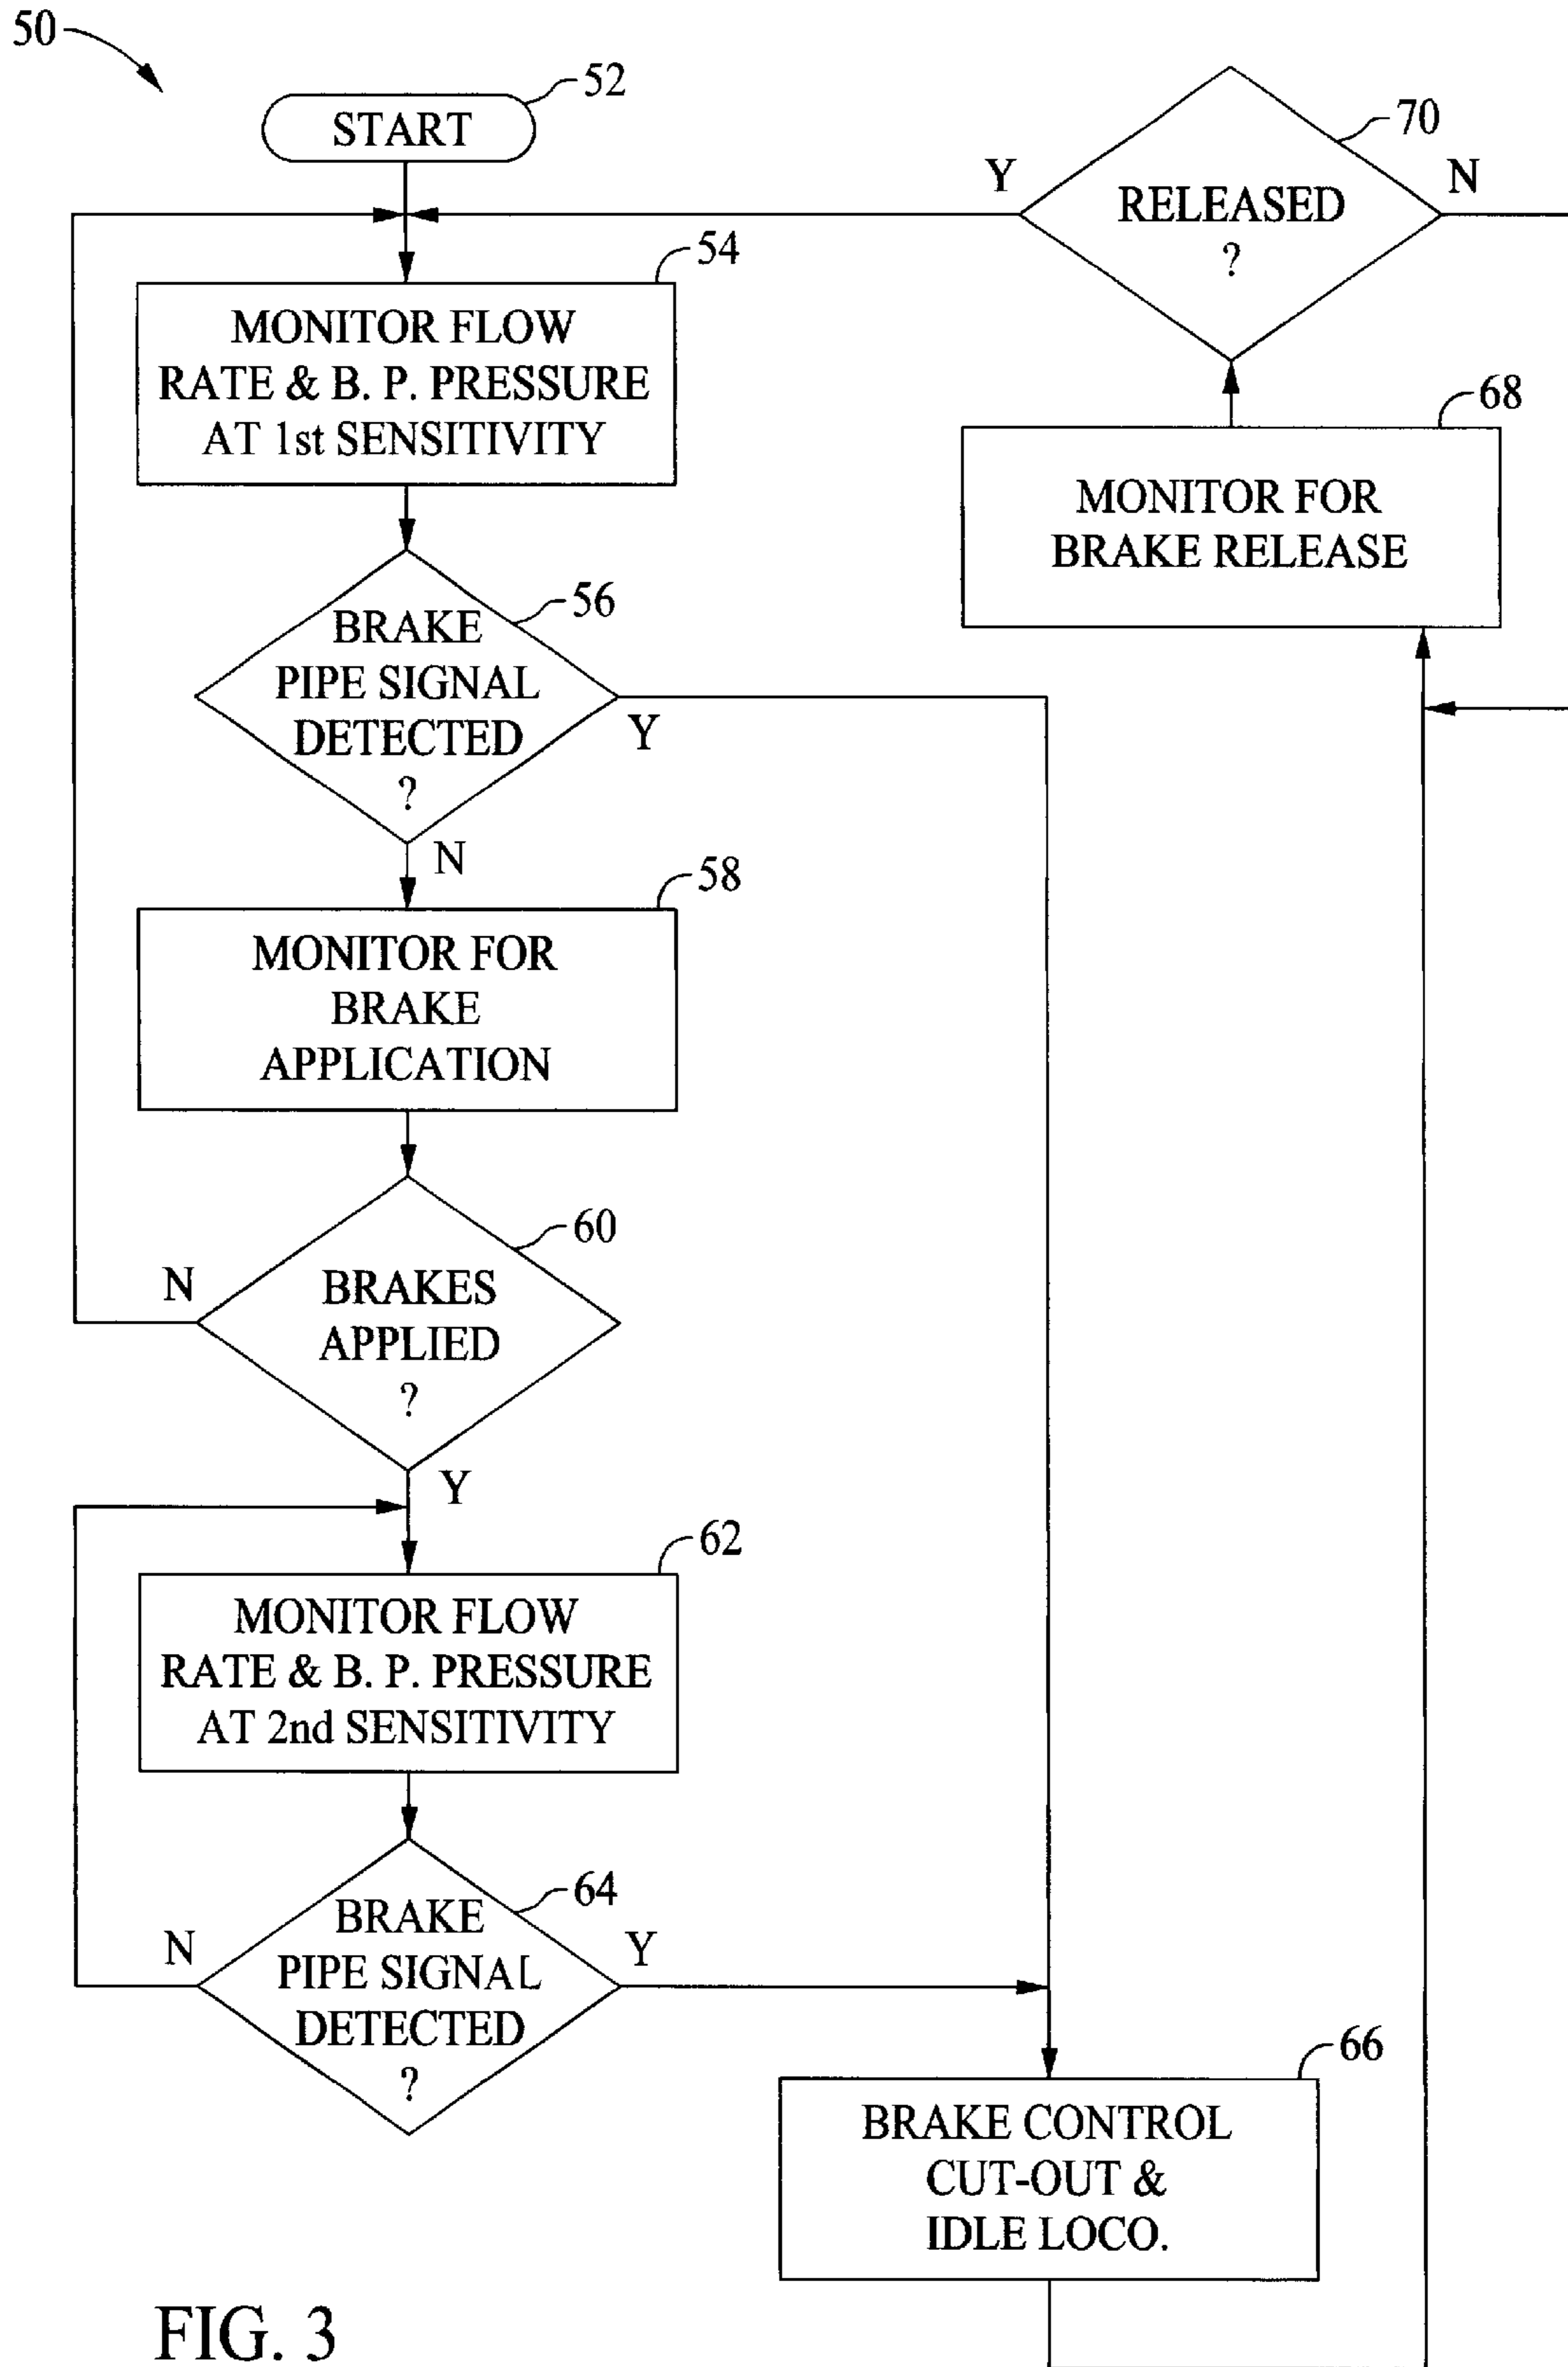 50
52
START
54
MONITOR FLOW
RATE & B. P. PRESSURE
AT 1st SENSITIVITY
56
BRAKE
PIPE SIGNAL
DETECTED
?
Y
N
58
MONITOR FOR
BRAKE
APPLICATION
60
N
BRAKES
APPLIED
?
Y
62
MONITOR FLOW
RATE & B. P. PRESSURE
AT 2nd SENSITIVITY
64
N
BRAKE
PIPE SIGNAL
DETECTED
?
Y
66
BRAKE CONTROL
CUT-OUT &
IDLE LOCO.
68
MONITOR FOR
BRAKE RELEASE
70
Y
RELEASED
?
N
FIG. 3